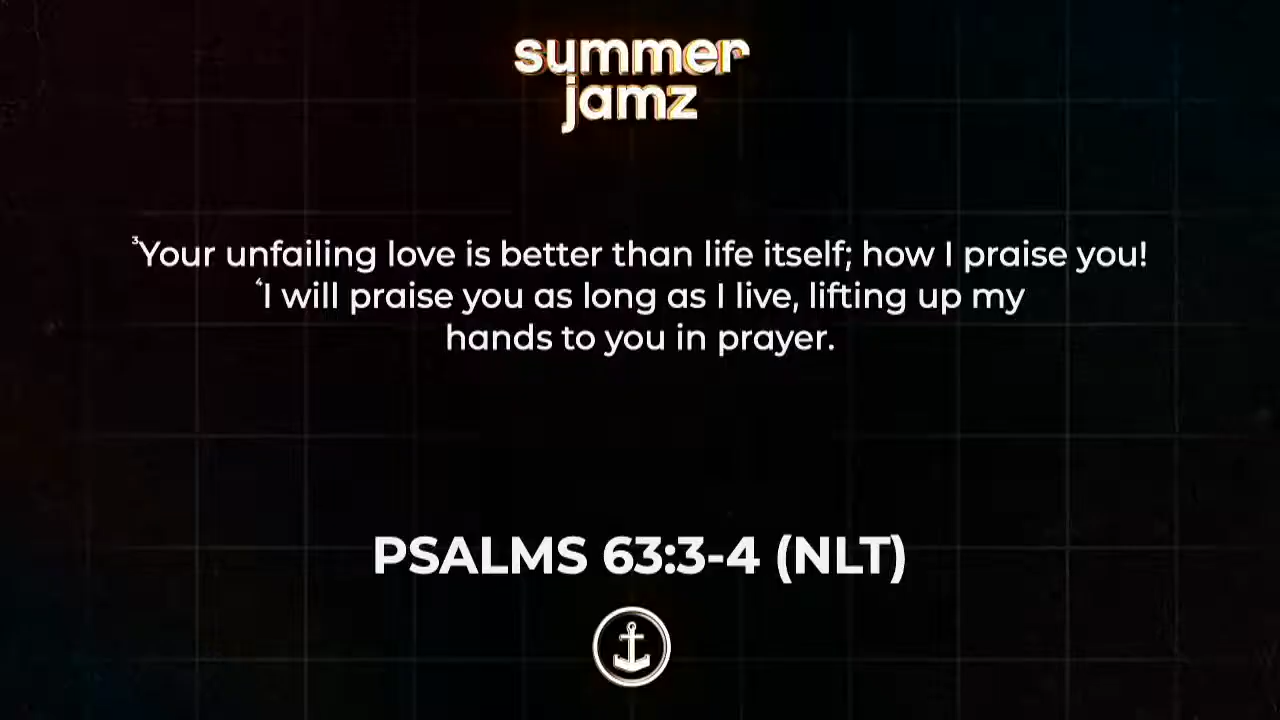 summer
jamz
³Your unfailing love is better than life itself; how I praise you!
⁴I will praise you as long as I live, lifting up my
hands to you in prayer.
PSALMS 63:3-4 (NLT)